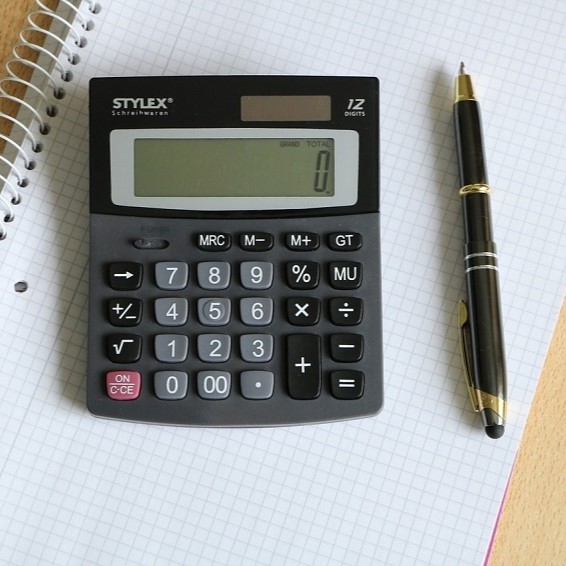 STYLEX®
Schreibwaren
12
DIGITS
GRAND TOTAL
0.
MRC M− M+ GT
→ 7 8 9 % MU
+/− 4 5 6 × ÷
√ 1 2 3 + −
ON
C·CE
0 00 · =